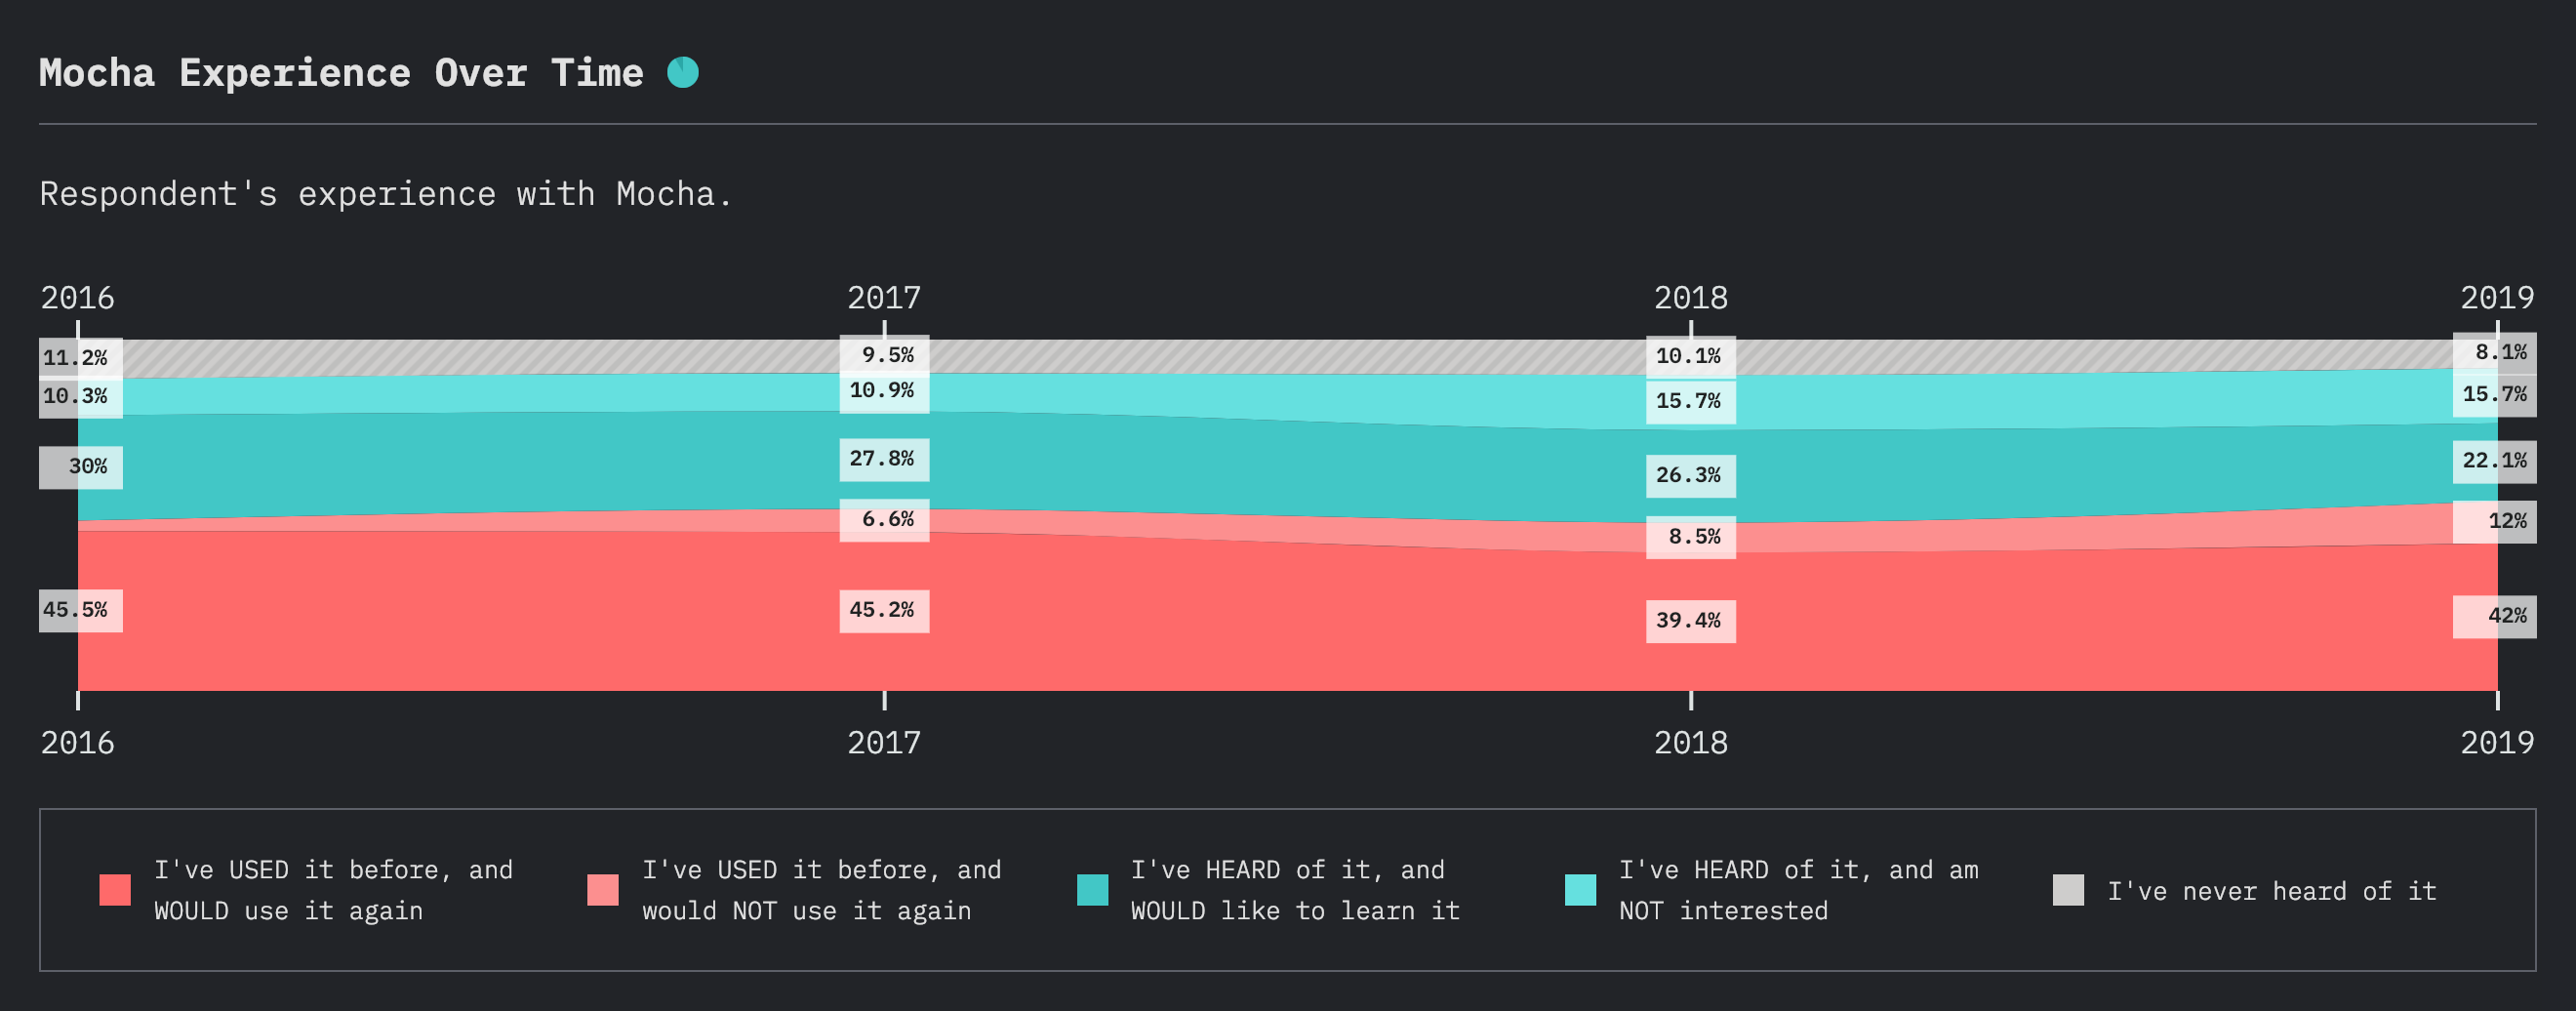 Mocha Experience Over Time
Respondent's experience with Mocha.
2016 2017 2018 2019
11.2% 9.5% 10.1% 8.1%
10.3% 10.9% 15.7% 15.7%
30% 27.8% 26.3% 22.1%
6.6% 8.5% 12%
45.5% 45.2% 39.4% 42%
2016 2017 2018 2019
I've USED it before, and
WOULD use it again
I've USED it before, and
would NOT use it again
I've HEARD of it, and
WOULD like to learn it
I've HEARD of it, and am
NOT interested
I've never heard of it